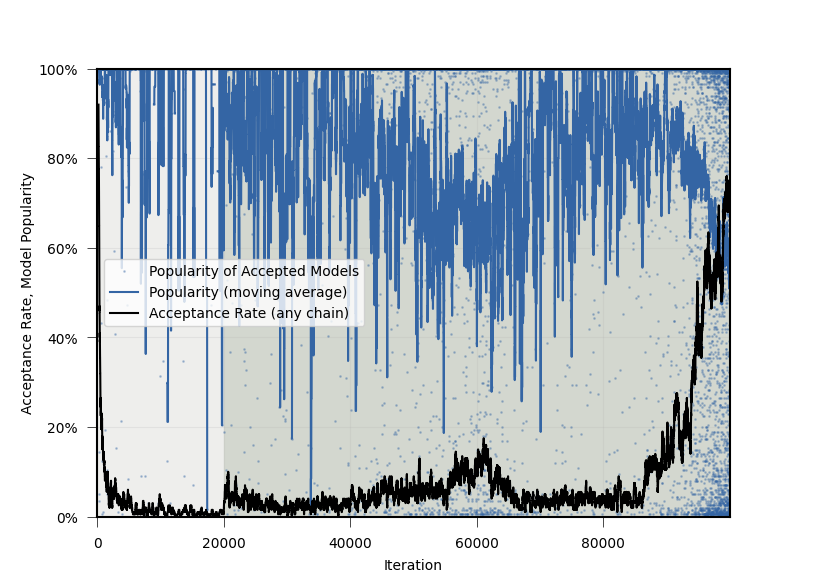 100%
80%
60%
40%
20%
0%
Acceptance Rate, Model Popularity
Popularity of Accepted Models
Popularity (moving average)
Acceptance Rate (any chain)
0
20000
40000
60000
80000
Iteration